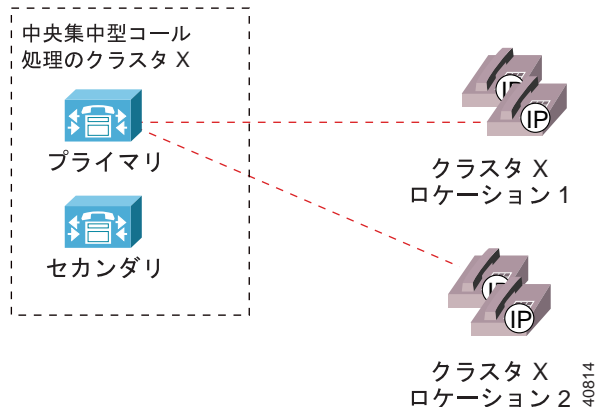 中央集中型コール
処理のクラスタ X
プライマリ
セカンダリ
IP
IP
クラスタ X
ロケーション 1
IP
IP
クラスタ X
ロケーション 2
40814